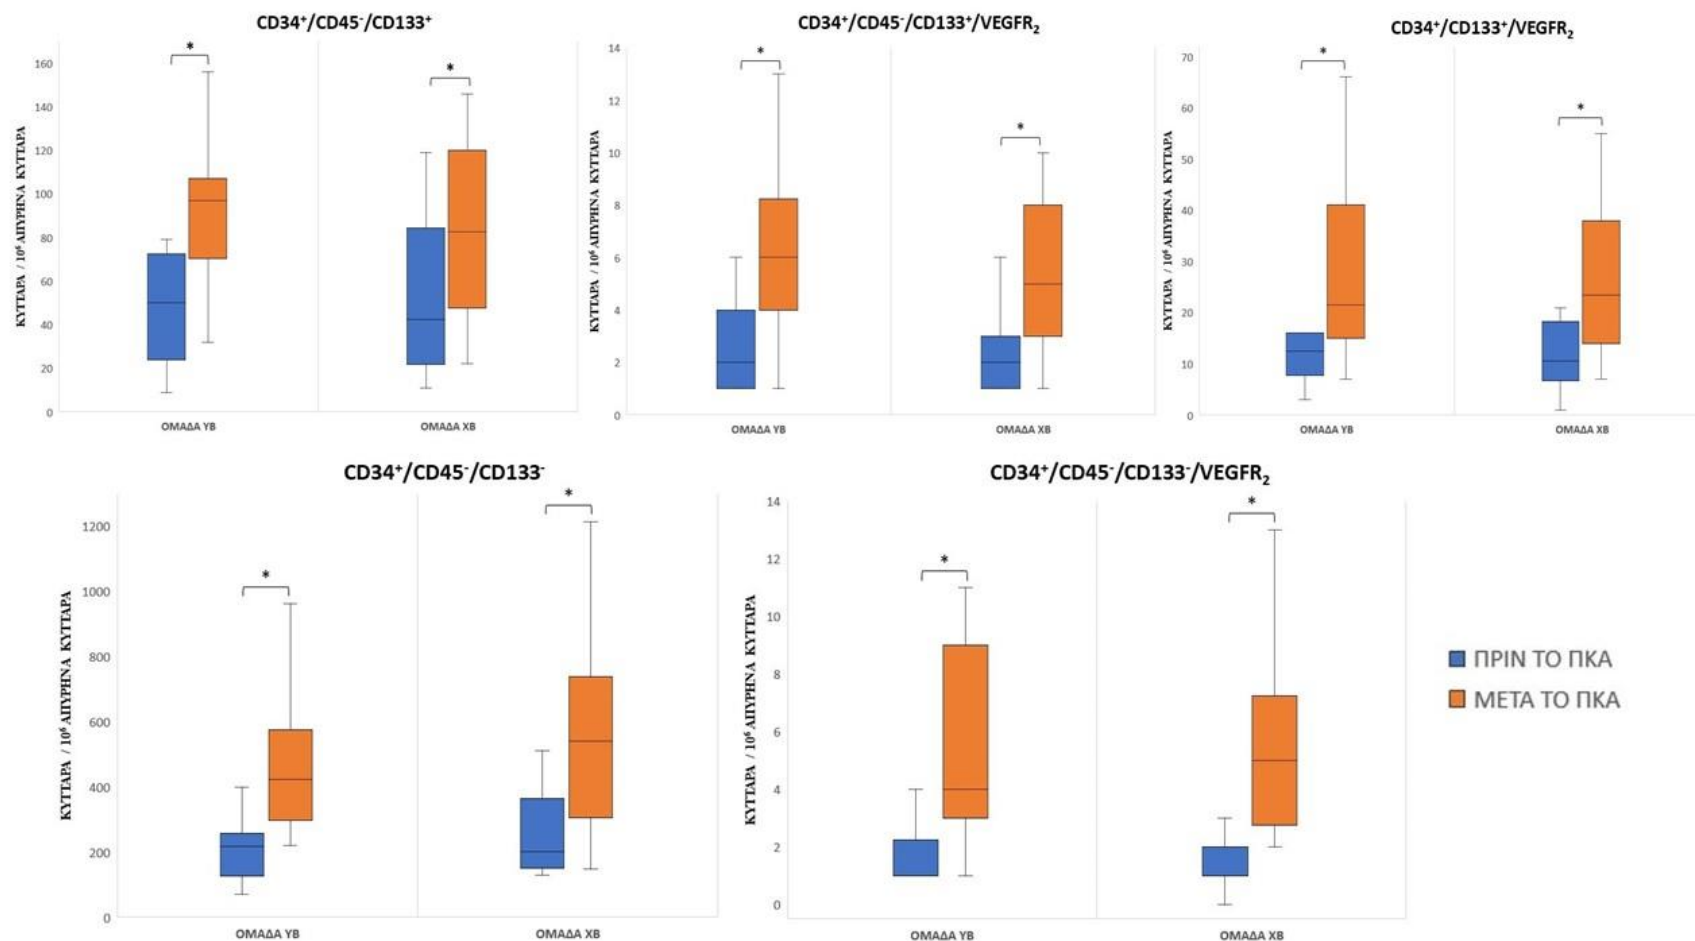 CD34⁺/CD45⁻/CD133⁺
*
*
ΚΥΤΤΑΡΑ / 10⁶ ΑΠΥΡΗΝΑ ΚΥΤΤΑΡΑ
160
140
120
100
80
60
40
20
0
ΟΜΑΔΑ ΥΒ
ΟΜΑΔΑ ΧΒ
CD34⁺/CD45⁻/CD133⁺/VEGFR₂
*
*
ΚΥΤΤΑΡΑ / 10⁶ ΑΠΥΡΗΝΑ ΚΥΤΤΑΡΑ
14
12
10
8
6
4
2
0
ΟΜΑΔΑ ΥΒ
ΟΜΑΔΑ ΧΒ
CD34⁺/CD133⁺/VEGFR₂
*
*
ΚΥΤΤΑΡΑ / 10⁶ ΑΠΥΡΗΝΑ ΚΥΤΤΑΡΑ
70
60
50
40
30
20
10
0
ΟΜΑΔΑ ΥΒ
ΟΜΑΔΑ ΧΒ
CD34⁺/CD45⁻/CD133⁻
*
*
ΚΥΤΤΑΡΑ / 10⁶ ΑΠΥΡΗΝΑ ΚΥΤΤΑΡΑ
1200
1000
800
600
400
200
0
ΟΜΑΔΑ ΥΒ
ΟΜΑΔΑ ΧΒ
CD34⁺/CD45⁻/CD133⁻/VEGFR₂
*
*
ΚΥΤΤΑΡΑ / 10⁶ ΑΠΥΡΗΝΑ ΚΥΤΤΑΡΑ
14
12
10
8
6
4
2
0
ΟΜΑΔΑ ΥΒ
ΟΜΑΔΑ ΧΒ
ΠΡΙΝ ΤΟ ΠΚΑ
ΜΕΤΑ ΤΟ ΠΚΑ